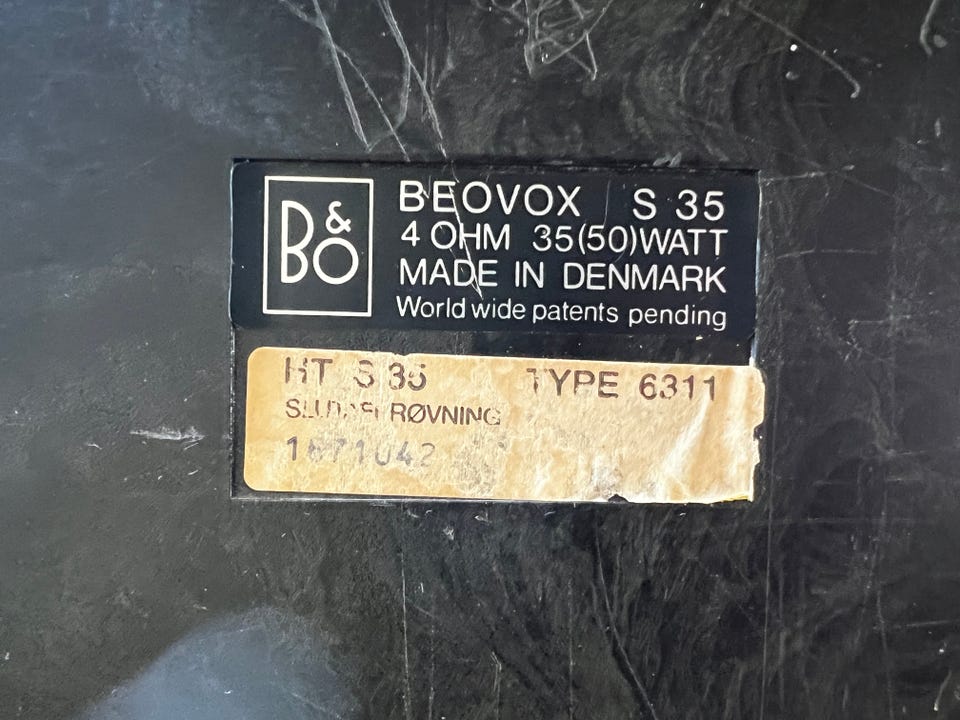 B&O
BEOVOX S 35
4 OHM 35(50)WATT
MADE IN DENMARK
World wide patents pending
HT S 35 TYPE 6311